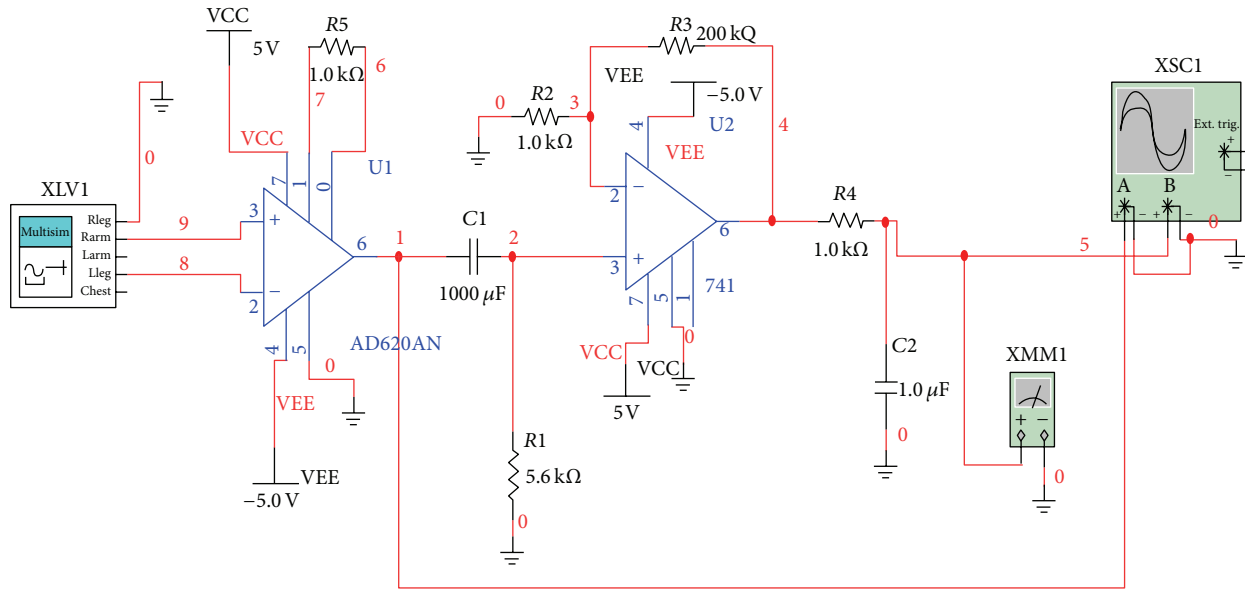 VCC
5 V
R5
1.0 kΩ
6
7
0
VCC
U1
XLV1
Multisim
Rleg
Rarm
Larm
Lleg
Chest
9
8
3
+
−
2
7
1
0
6
4
5
AD620AN
0
VEE
VEE
−5.0 V
1
C1
1000 µF
2
R1
5.6 kΩ
0
0
R2
1.0 kΩ
3
R3
200 kQ
VEE
−5.0 V
4
U2
VEE
4
2
−
3
+
6
7
5
1
741
0
VCC
VCC
5 V
R4
1.0 kΩ
C2
1.0 µF
0
5
XMM1
+
−
0
XSC1
Ext. trig.
+
−
A
B
+
−
+
−
0